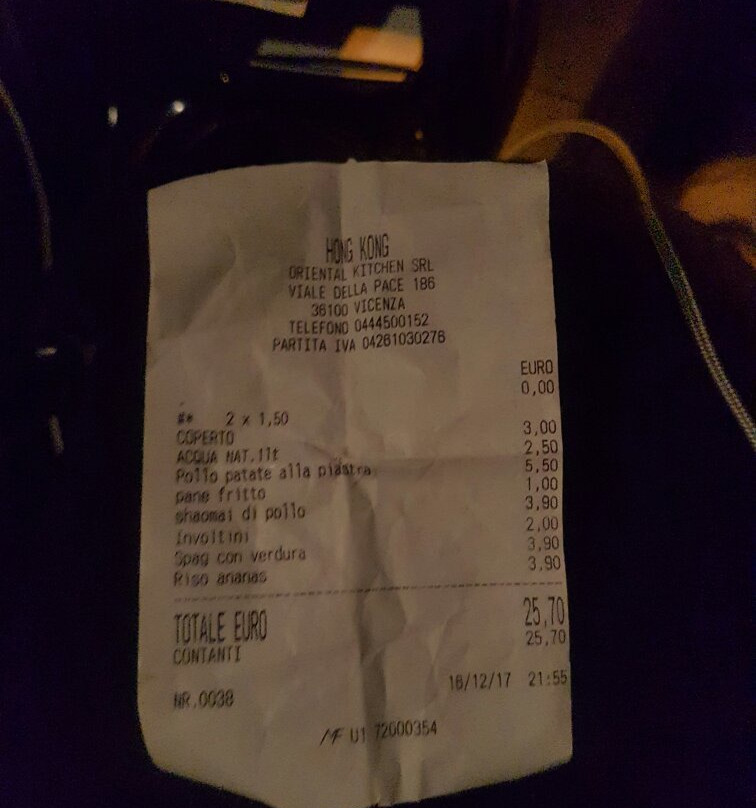 HONG KONG
ORIENTAL KITCHEN SRL
VIALE DELLA PACE 186
36100 VICENZA
TELEFONO 0444500152
PARTITA IVA 04261030276
EURO
0,00
#* 2 x 1,50
COPERTO 3,00
ACQUA NAT.1lt 2,50
Pollo patate alla piastra 5,50
pane fritto 1,00
shaomai di pollo 3,90
Involtini 2,00
Spag con verdura 3,90
Riso ananas 3,90
TOTALE EURO 25,70
CONTANTI 25,70
18/12/17 21:55
NR.0038
MF U1 72000354